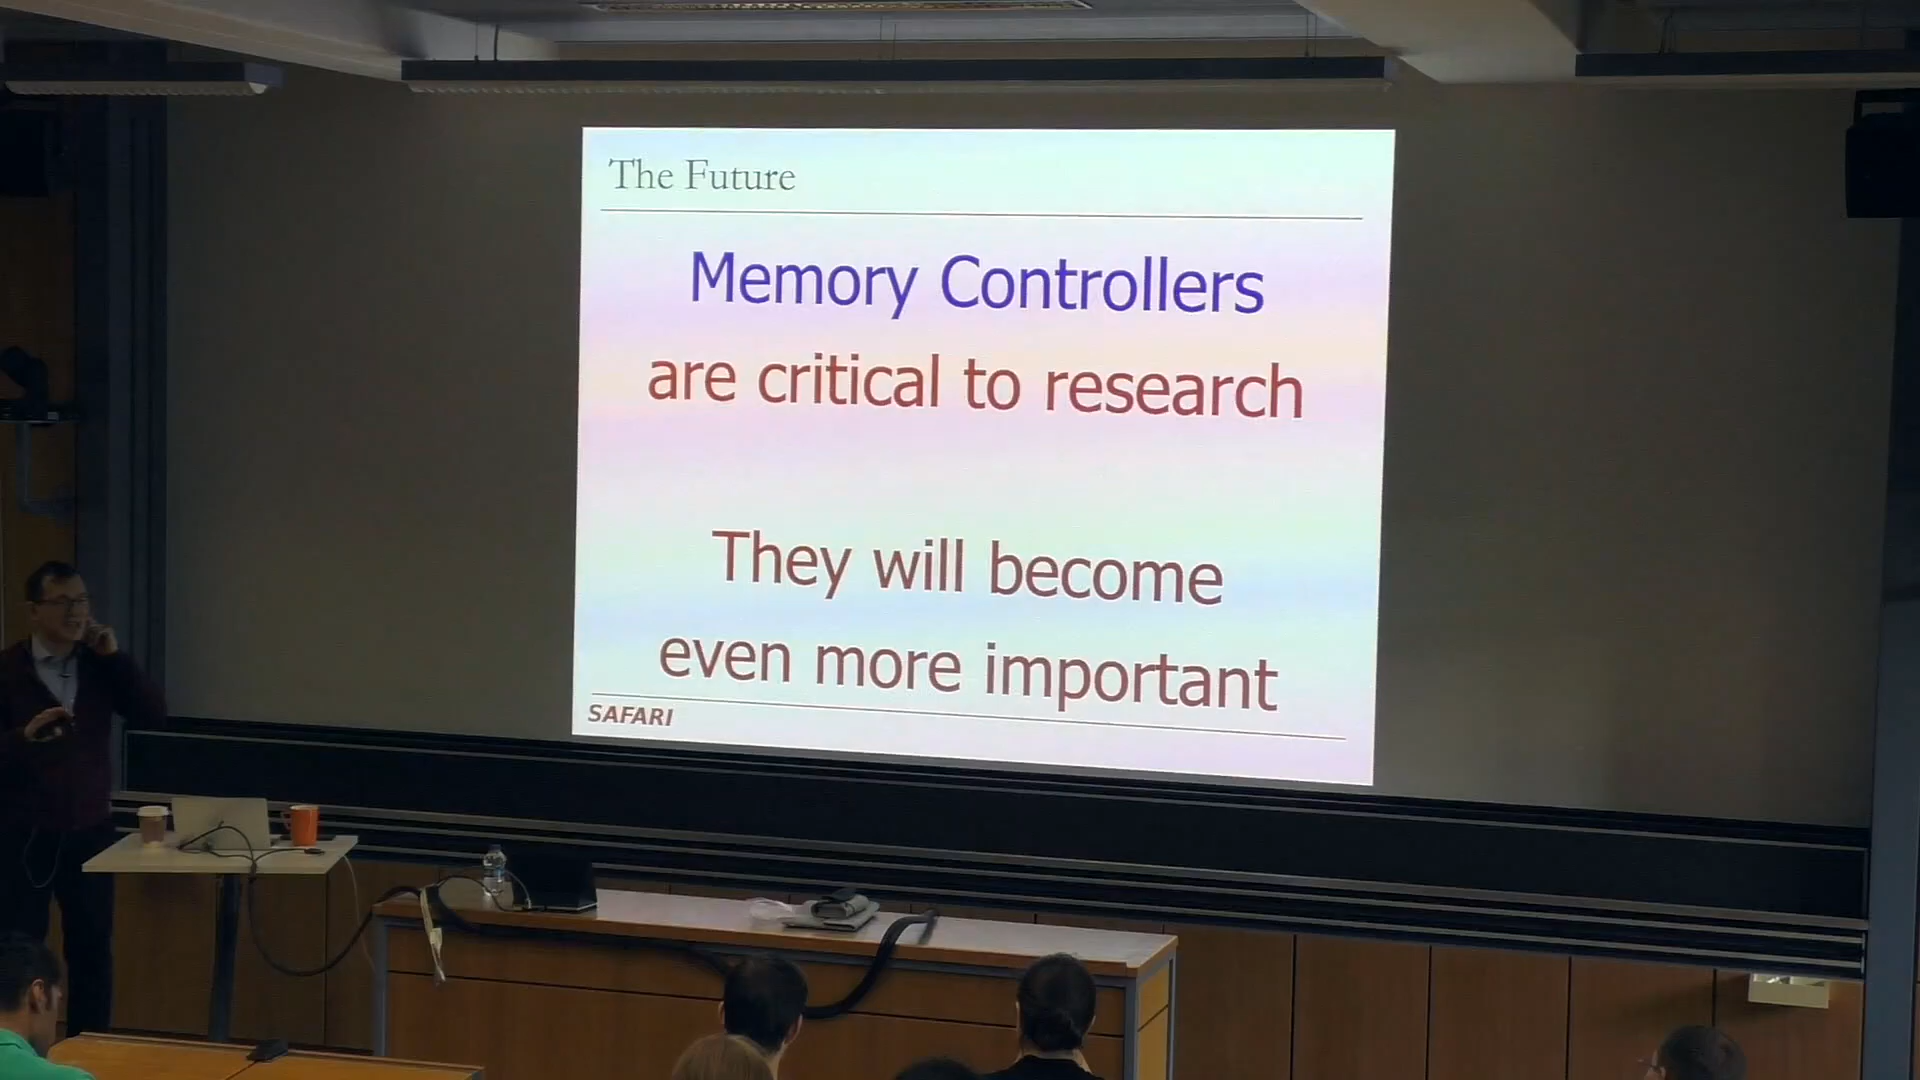 The Future
Memory Controllers
are critical to research
They will become
even more important
SAFARI